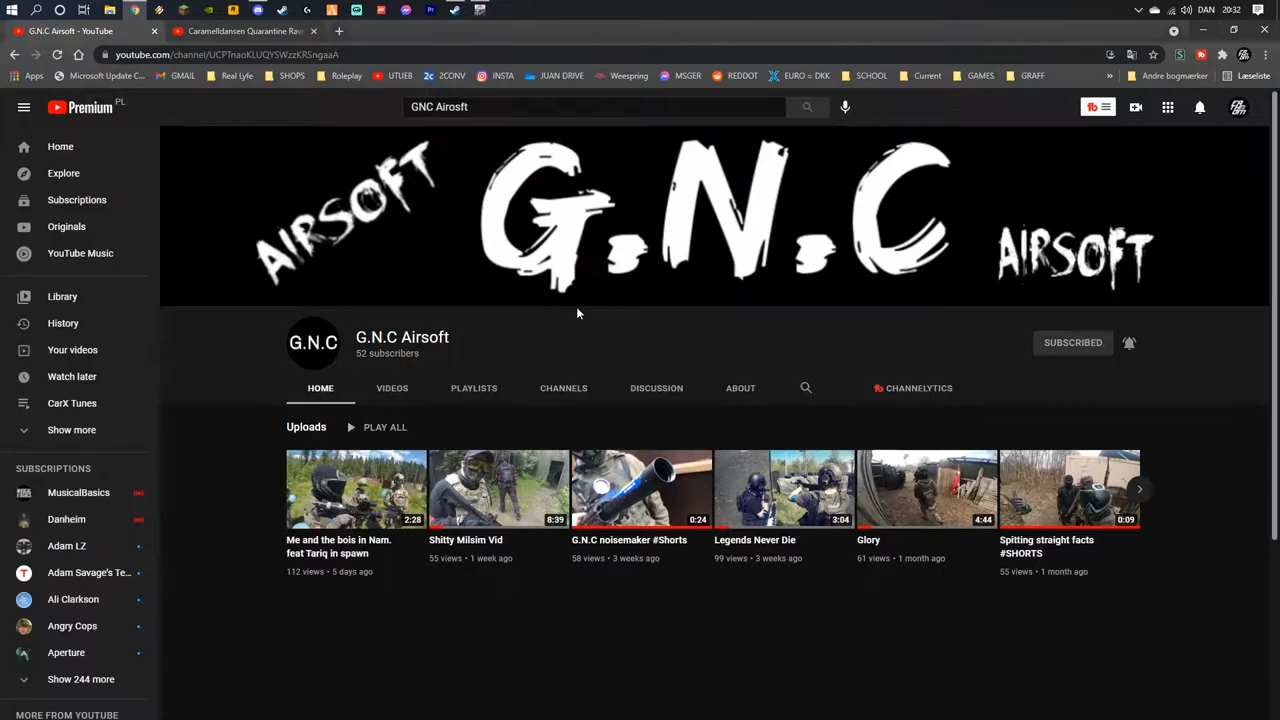 DAN 20:32
G.N.C Airsoft - YouTube
Caramelldansen Quarantine Rav
youtube.com/channel/UCPTnaoKLUQYSWzzKRSngaaA
Apps Microsoft Update C... GMAIL Real Lyfe SHOPS Roleplay UTUEB 2CONV INSTA JUAN DRIVE Weespring MSGER REDDOT EURO = DKK SCHOOL Current GAMES GRAFF » Andre bogmærker Læseliste
Premium PL
GNC Airosft
AIRSOFT G.N.C AIRSOFT
Home
Explore
Subscriptions
Originals
YouTube Music
Library
History
Your videos
Watch later
CarX Tunes
Show more
SUBSCRIPTIONS
MusicalBasics
Danheim
Adam LZ
Adam Savage's Te...
Ali Clarkson
Angry Cops
Aperture
Show 244 more
MORE FROM YOUTUBE
G.N.C
G.N.C Airsoft
52 subscribers
SUBSCRIBED
HOME VIDEOS PLAYLISTS CHANNELS DISCUSSION ABOUT CHANNELYTICS
Uploads PLAY ALL
2:28
Me and the bois in Nam.
feat Tariq in spawn
112 views • 5 days ago
8:39
Shitty Milsim Vid
55 views • 1 week ago
0:24
G.N.C noisemaker #Shorts
58 views • 3 weeks ago
3:04
Legends Never Die
99 views • 3 weeks ago
4:44
Glory
61 views • 1 month ago
0:09
Spitting straight facts
#SHORTS
55 views • 1 month ago